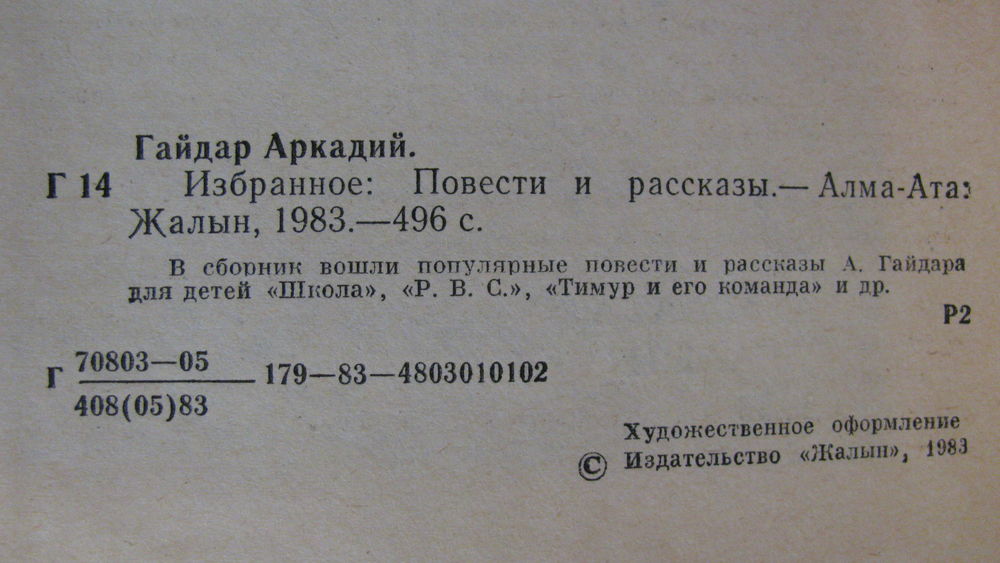 Гайдар Аркадий.
Г 14 Избранное: Повести и рассказы.— Алма-Ата:
Жалын, 1983.—496 с.
В сборник вошли популярные повести и рассказы А. Гайдара
для детей «Школа», «Р. В. С.», «Тимур и его команда» и др.
Р2
70803—05
Г 179—83—4803010102
408(05)83
Художественное оформление
© Издательство «Жалын», 1983